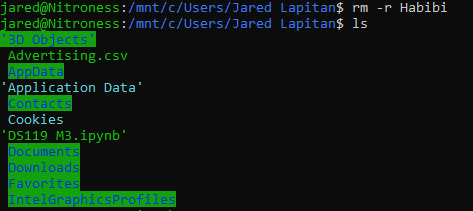 jared@Nitroness:/mnt/c/Users/Jared Lapitan$ rm -r Habibi
jared@Nitroness:/mnt/c/Users/Jared Lapitan$ ls
'3D Objects'
Advertising.csv
AppData
'Application Data'
Contacts
Cookies
'DS119 M3.ipynb'
Documents
Downloads
Favorites
IntelGraphicsProfiles